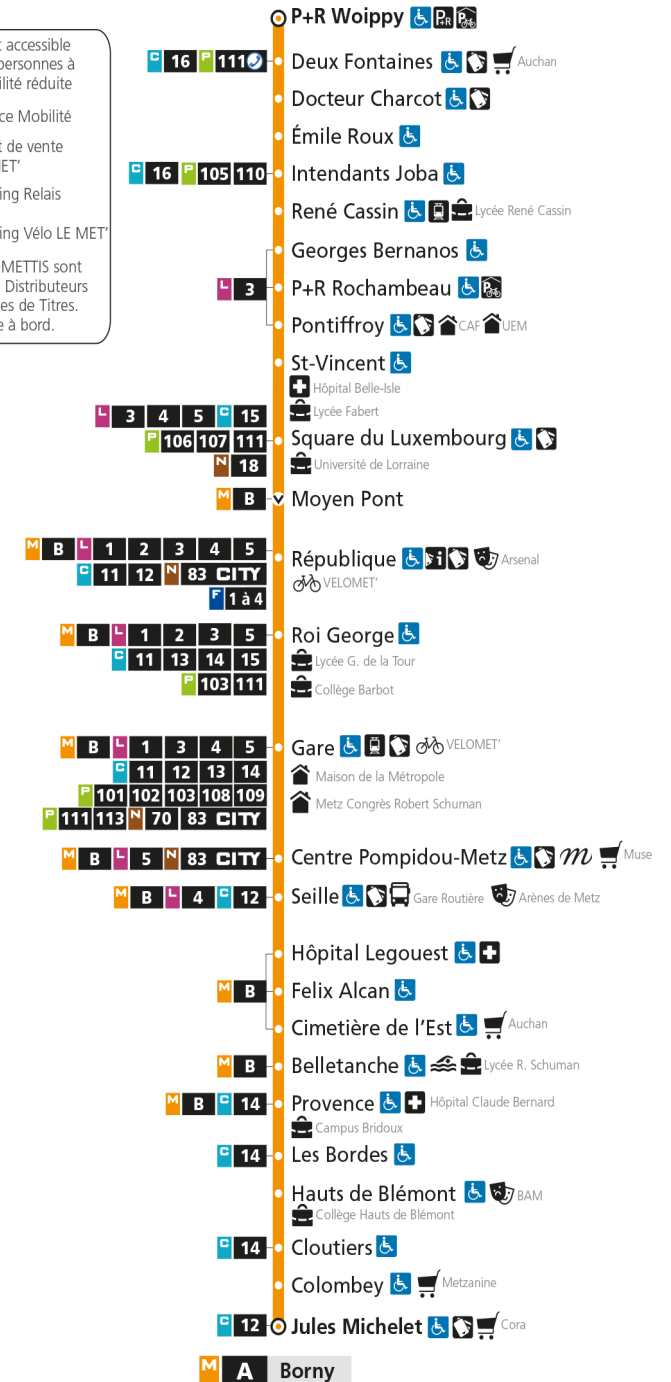 P+R Woippy P+R P
t accessible
personnes à
ilité réduite
ce Mobilité
t de vente
ET'
ing Relais
ing Vélo LE MET'
METTIS sont
Distributeurs
es de Titres.
e à bord.
C 16 P 111 Deux Fontaines Auchan
Docteur Charcot
Émile Roux
C 16 P 105 110 Intendants Joba
René Cassin Lycée René Cassin
Georges Bernanos
L 3 P+R Rochambeau P
Pontiffroy CAF UEM
St-Vincent
Hôpital Belle-Isle
Lycée Fabert
L 3 4 5 C 15
P 106 107 111 Square du Luxembourg
N 18 Université de Lorraine
M B Moyen Pont
M B L 1 2 3 4 5 République i Arsenal
C 11 12 N 83 CITY VELOMET'
F 1 à 4
M B L 1 2 3 5 Roi George
C 11 13 14 15 Lycée G. de la Tour
P 103 111 Collège Barbot
M B L 1 3 4 5 Gare VELOMET'
C 11 12 13 14 Maison de la Métropole
P 101 102 103 108 109 Metz Congrès Robert Schuman
P 111 113 N 70 83 CITY
M B L 5 N 83 CITY Centre Pompidou-Metz m Muse
M B L 4 C 12 Seille Gare Routière Arènes de Metz
Hôpital Legouest
M B Felix Alcan
Cimetière de l'Est Auchan
M B Belletanche Lycée R. Schuman
M B C 14 Provence Hôpital Claude Bernard
Campus Bridoux
C 14 Les Bordes
Hauts de Blémont BAM
Collège Hauts de Blémont
C 14 Cloutiers
Colombey Metzanine
C 12 Jules Michelet Cora
M A Borny